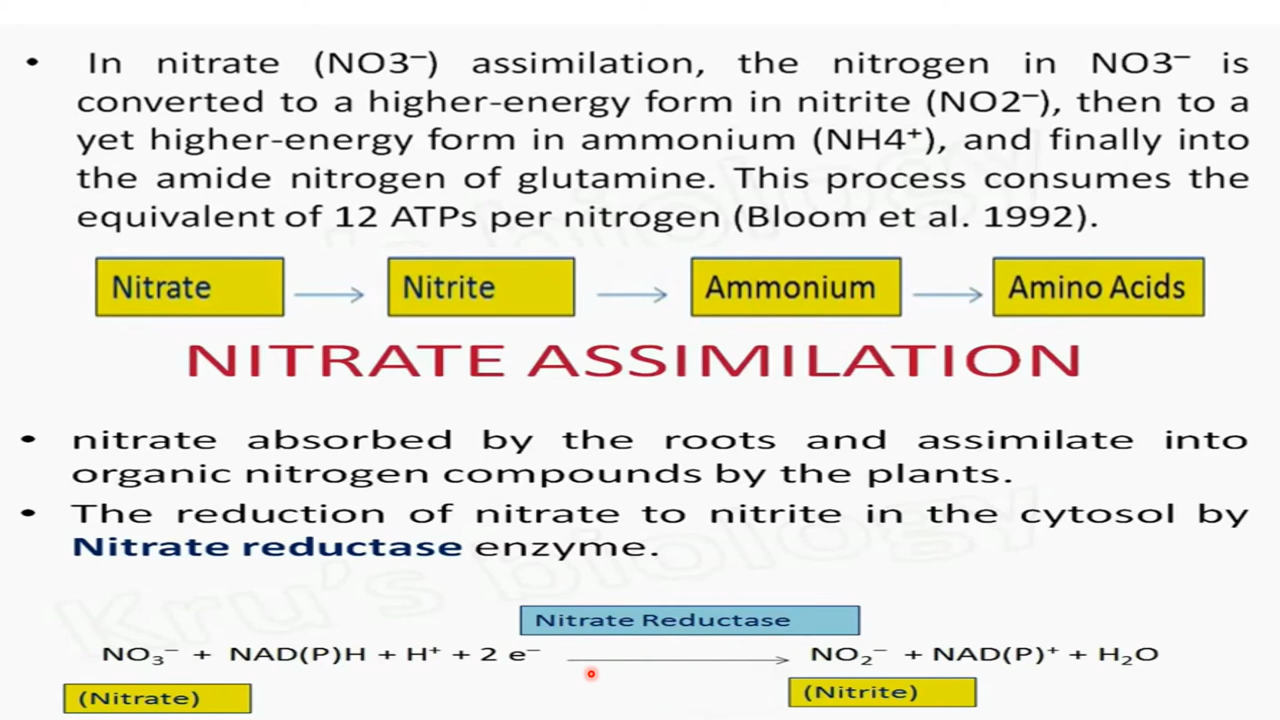 • In nitrate (NO3⁻) assimilation, the nitrogen in NO3⁻ is
converted to a higher-energy form in nitrite (NO2⁻), then to a
yet higher-energy form in ammonium (NH4⁺), and finally into
the amide nitrogen of glutamine. This process consumes the
equivalent of 12 ATPs per nitrogen (Bloom et al. 1992).
Nitrate → Nitrite → Ammonium → Amino Acids
NITRATE ASSIMILATION
• nitrate absorbed by the roots and assimilate into
organic nitrogen compounds by the plants.
• The reduction of nitrate to nitrite in the cytosol by
Nitrate reductase enzyme.
Kru's biology
Nitrate Reductase
NO₃⁻ + NAD(P)H + H⁺ + 2 e⁻ → NO₂⁻ + NAD(P)⁺ + H₂O
(Nitrate) (Nitrite)